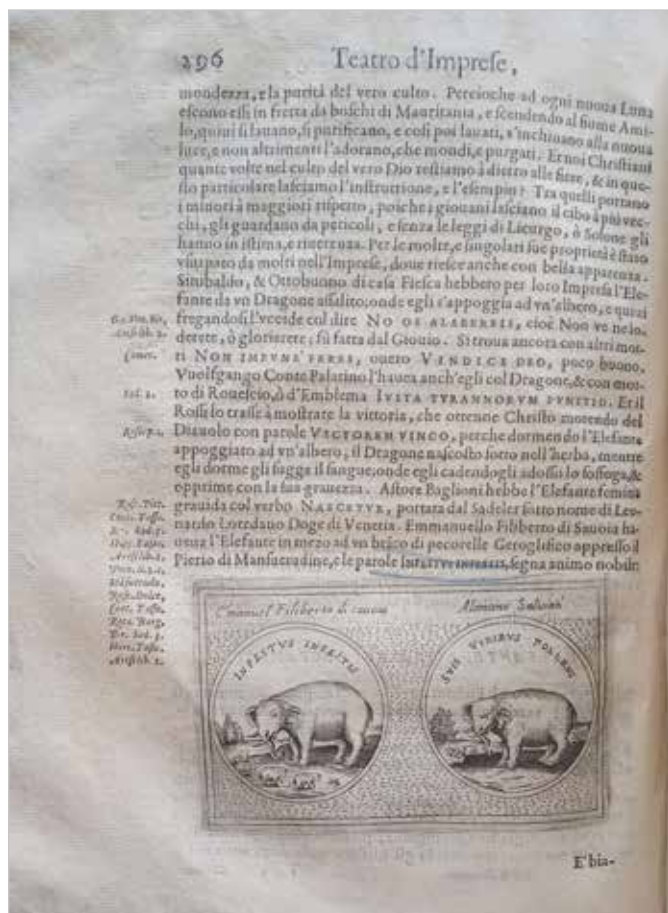 296 Teatro d'Imprese,
mondezza, e la purità del vero culto. Percioche ad ogni nuoua Luna
escono essi in fretta da boschi di Mauritania, e scendendo al fiume Ami-
lo, quiui si lauano, si purificano, e così poi lauati, s'inchinano alla nuoua
luce, e non altrimenti l'adorano, che mondi, e purgati. Et noi Christiani
quante volte nel culto del vero Dio restiamo à dietro alle fiere, & in que-
sto particolare lasciamo l'instruttione, e l'esempio? Tra quelli portano
i minori à maggiori rispetto, poiche i giouani lasciano il cibo à più vec-
chi, gli guardano da pericoli, e senza le leggi di Licurgo, ò Solone gli
hanno in istima, e riuerenza. Per le molte, e singolari sue proprietà è stato
vsurpato da molti nell'Imprese, doue riesce anche con bella apparenza.
Sinibaldo, & Ottobuono di casa Fiesca hebbero per loro Impresa l'Ele-
fante da vn Dragone assalito; onde egli s'appoggia ad vn'albero, e quiui
fregandosi l'vccide col dire NO OS ALABEREIS, cioè Non ve ne lo-
derete, ò glorierete; fù fatta dal Giouio. Si troua ancora con altri mot-
ti NON IMPVNE' FERES, ouero VINDICE DEO, poco buono.
Vuolfgango Conte Palatino l'hauea anch'egli col Dragone, & con mot-
to di Rouescio, ò d'Emblema IVSTA TYRANNORVM PVNITIO. Et il
Rossi lo trasse à mostrare la vittoria, che ottenne Christo morendo del
Diauolo con parole VICTOREM VINCO, perche dormendo l'Elefante
appoggiato ad vn'albero, il Dragone nascosto sotto nell'herba, mentre
egli dorme gli sugge il sangue; onde egli cadendogli adosso lo soffoga, &
opprime con la sua grauezza. Astore Baglioni hebbe l'Elefante femina
grauida col verbo NASCETVR, portata dal Sadeler sotto nome di Leo-
nardo Loredano Doge di Venetia. Emmanuello Filiberto di Sauoia ha-
ueua l'Elefante in mezo ad vn branco di pecorelle Geroglifico appresso il
Pierio di Mansuetudine, e le parole INFESTVS INFESTIS, segna animo nobile
Emanuel Filiberto di
INFESTVS INFESTIS
Almiano
SVIS VIRIBVS POLLENS
E'bia-